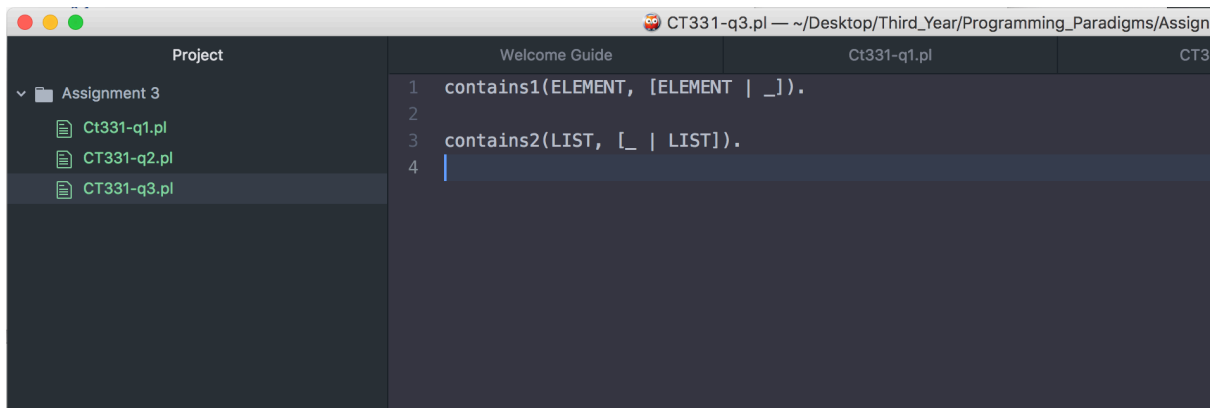 CT331-q3.pl — ~/Desktop/Third_Year/Programming_Paradigms/Assign
Project
Welcome Guide
Ct331-q1.pl
CT3
Assignment 3
Ct331-q1.pl
CT331-q2.pl
CT331-q3.pl
1 contains1(ELEMENT, [ELEMENT | _]).
2
3 contains2(LIST, [_ | LIST]).
4